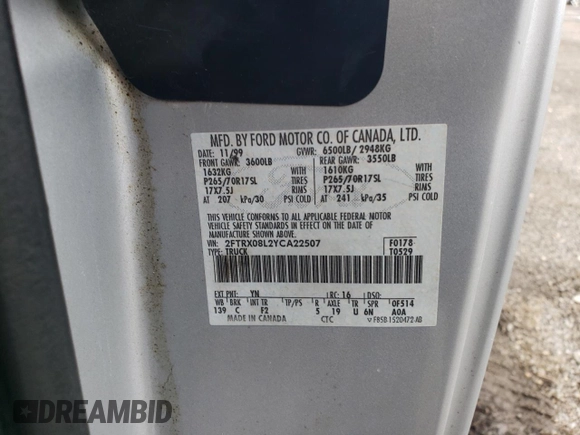 MFD. BY FORD MOTOR CO. OF CANADA, LTD.
DATE: 11/99 GVWR: 6500LB/ 2948KG
FRONT GAWR: 3600LB REAR GAWR: 3550LB
1632KG WITH 1610KG WITH
P265/70R17SL TIRES P265/70R17SL TIRES
17X7.5J RIMS 17X7.5J RIMS
AT 207 kPa/30 PSI COLD AT 241 kPa/35 PSI COLD
THIS VEHICLE CONFORMS TO ALL APPLICABLE FEDERAL MOTOR
VEHICLE SAFETY STANDARDS IN EFFECT ON THE DATE OF
MANUFACTURE SHOWN ABOVE.
VIN: 2FTRX08L2YCA22507 F0178
TYPE: TRUCK T0529
EXT PNT: YN RC: 16 DSO:
WB BRK INT TR TP/PS R AXLE TR SPR 0F514
139 C F2 5 19 U 6N A0A
MADE IN CANADA CTC F85B-1520472-AB
DREAMBID